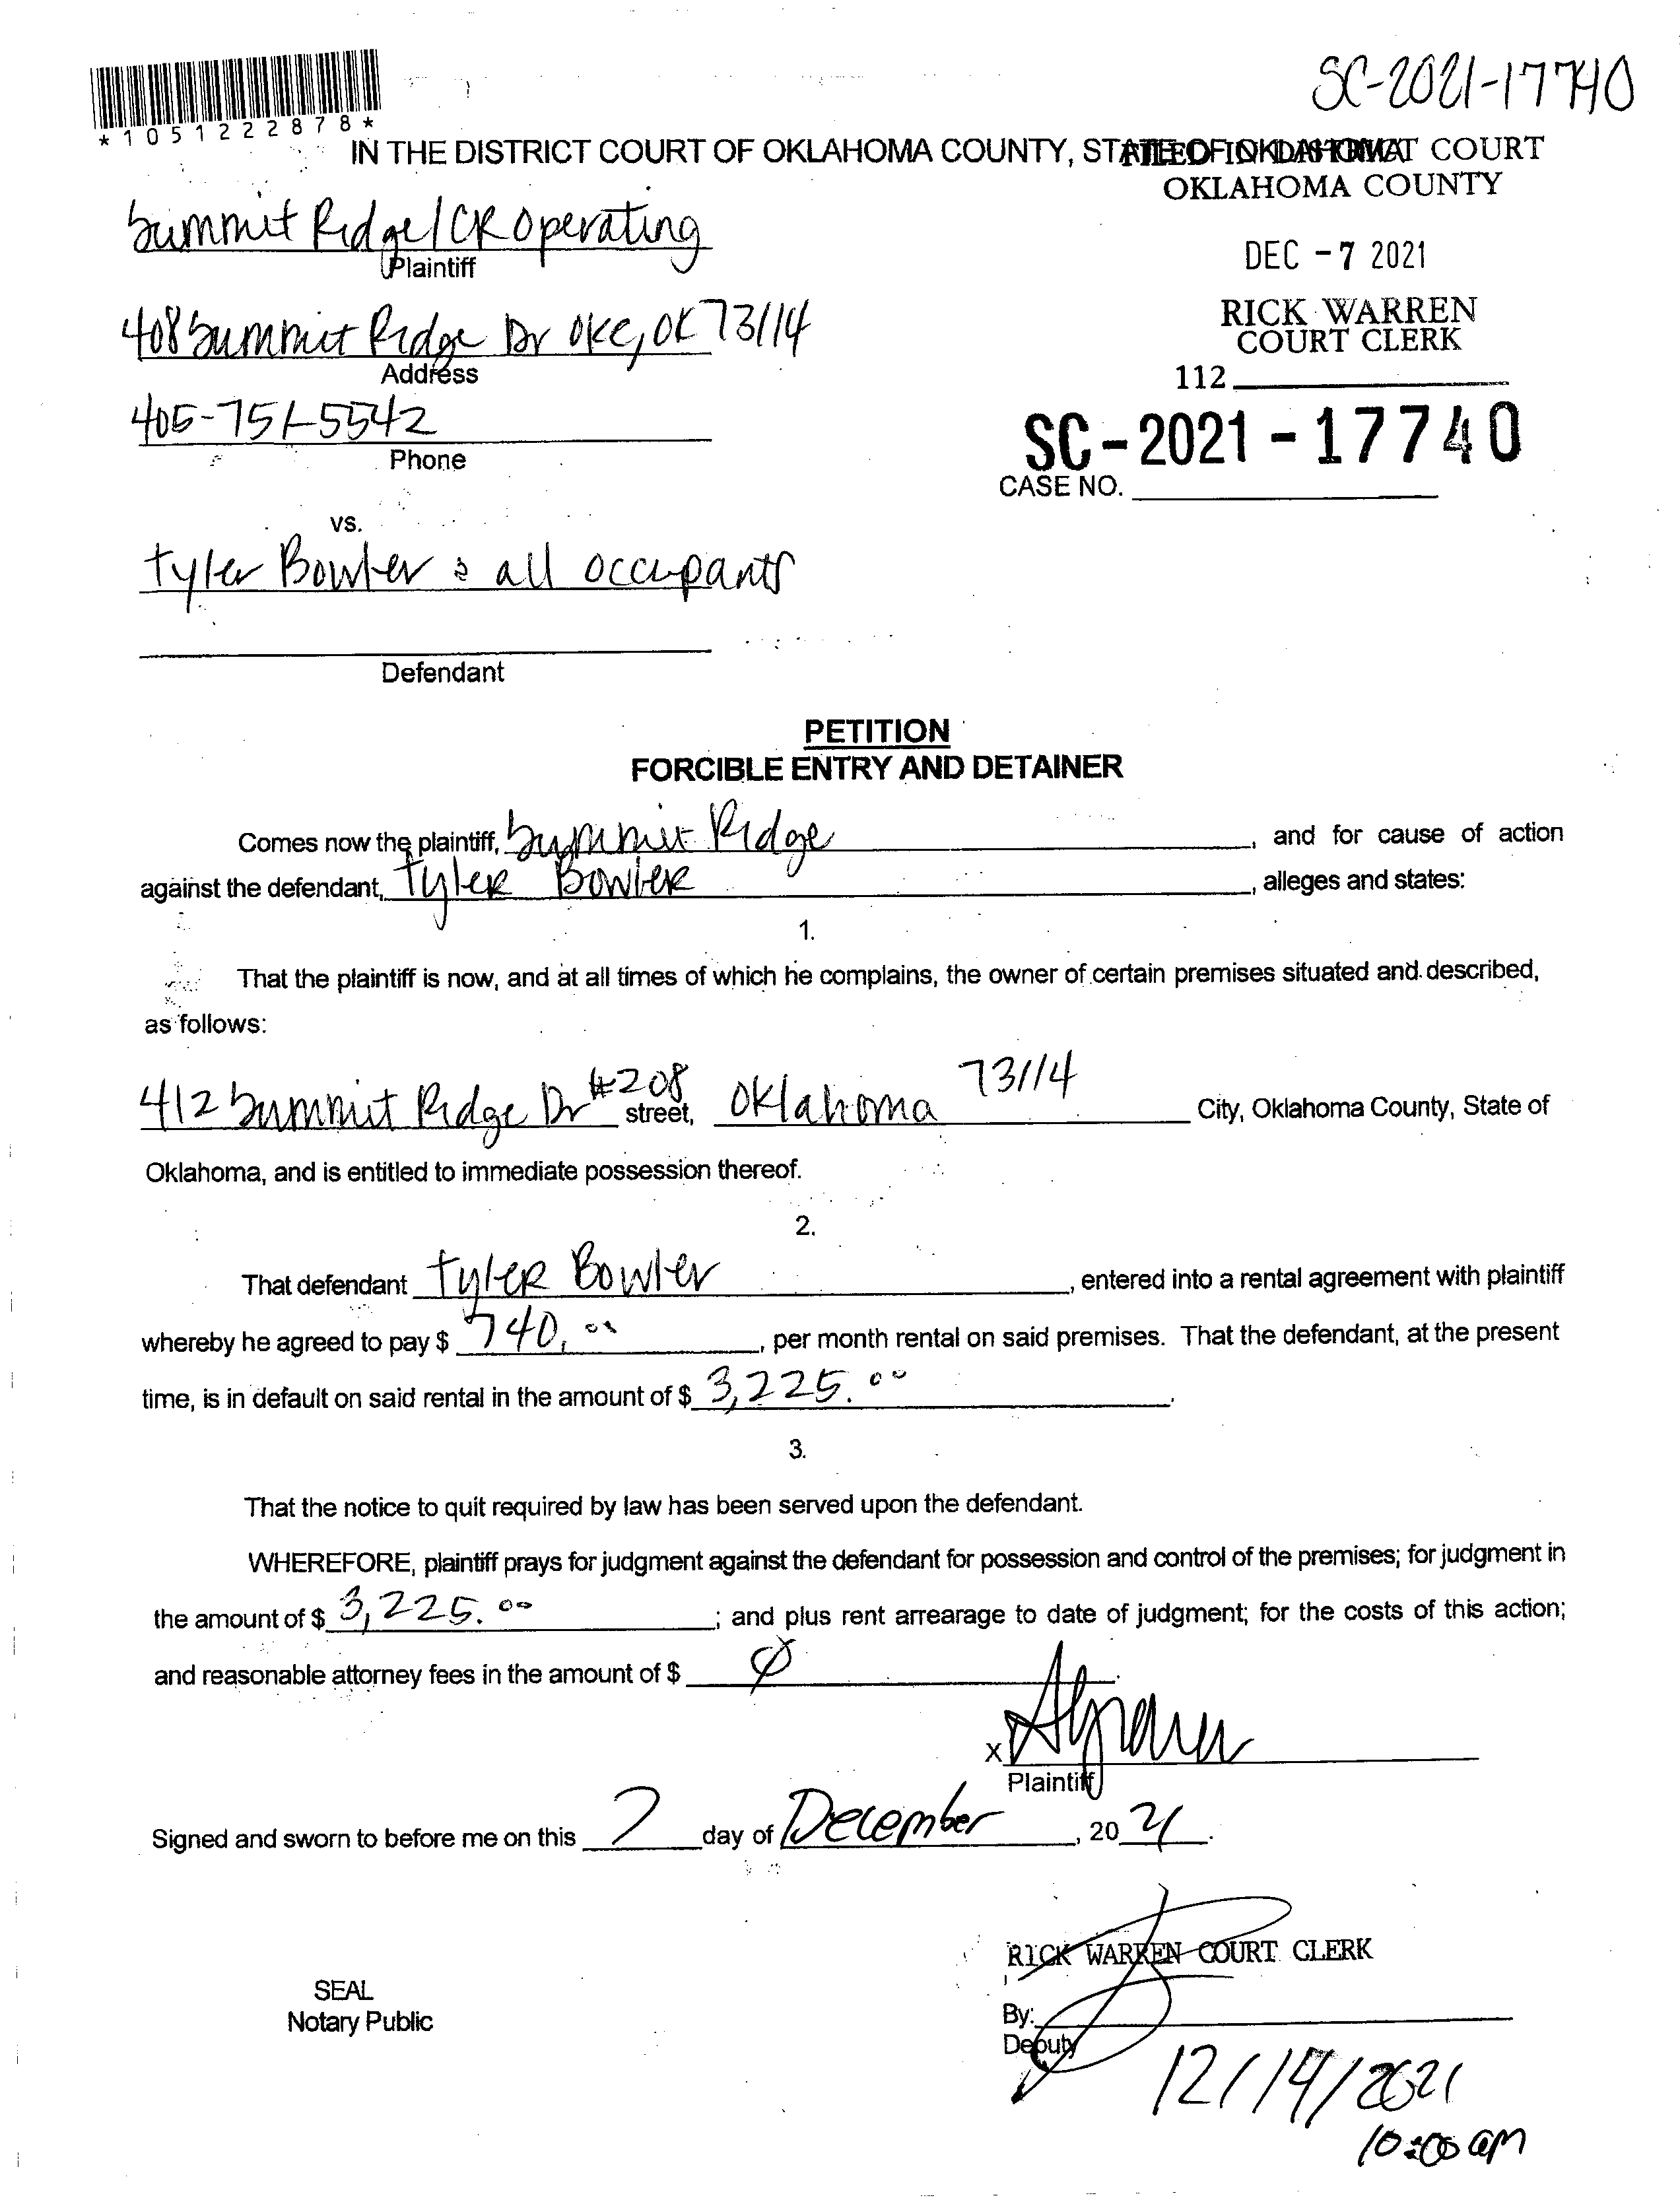 SC-2021-17740
*1051222878*
IN THE DISTRICT COURT OF OKLAHOMA COUNTY, STATE OF OKLAHOMA
FILED IN DISTRICT COURT
OKLAHOMA COUNTY
Summit Ridge/CR Operating
Plaintiff
DEC -7 2021
408 Summit Ridge Dr OKC, OK 73114
Address
RICK WARREN
COURT CLERK
112
405-751-5542
Phone
SC-2021-17740
CASE NO.
vs.
Tyler Bowler & all occupants
Defendant
PETITION
FORCIBLE ENTRY AND DETAINER
Comes now the plaintiff, Summit Ridge, and for cause of action
against the defendant, Tyler Bowler, alleges and states:
1.
That the plaintiff is now, and at all times of which he complains, the owner of certain premises situated and described,
as follows:
412 Summit Ridge Dr #208 street, Oklahoma 73114 City, Oklahoma County, State of
Oklahoma, and is entitled to immediate possession thereof.
2.
That defendant Tyler Bowler, entered into a rental agreement with plaintiff
whereby he agreed to pay $ 740.00, per month rental on said premises. That the defendant, at the present
time, is in default on said rental in the amount of $ 3,225.00.
3.
That the notice to quit required by law has been served upon the defendant.
WHEREFORE, plaintiff prays for judgment against the defendant for possession and control of the premises; for judgment in
the amount of $ 3,225.00; and plus rent arrearage to date of judgment; for the costs of this action;
and reasonable attorney fees in the amount of $ Ø.
X
Plaintiff
Signed and sworn to before me on this 7 day of December, 20 21.
RICK WARREN COURT CLERK
SEAL
Notary Public
By:
Deputy
12/14/2021
10:00 am